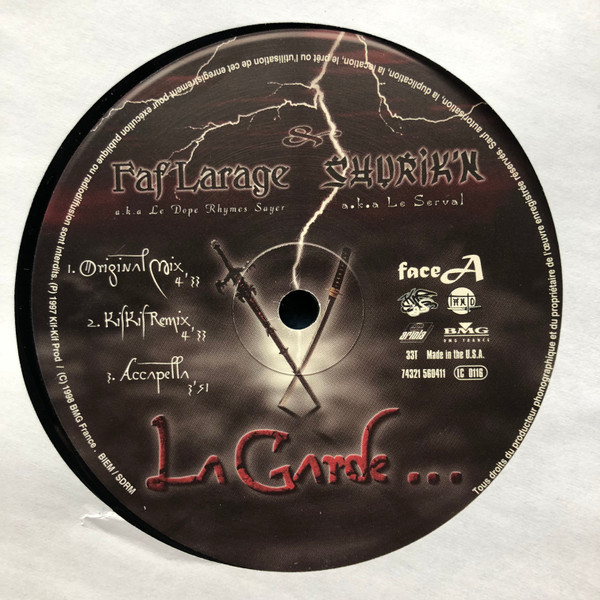 Faf Larage & Shurik'n
a.k.a Le Dope Rhymes Sayer
a.k.a Le Serval
1. Original Mix
4'33
2. KifKif Remix
4'33
3. Accapella
3'51
face A
BMG
BMG FRANCE
33T Made in the U.S.A.
74321 560411 LC 0116
La Garde ...
Tous droits du producteur phonographique et du propriétaire de l'œuvre enregistrée réservés. Sauf autorisation, la duplication, la location, le prêt ou l'utilisation de cet enregistrement pour exécution publique ou radiodiffusion sont interdits. (P) 1997 Kif-Kif Prod / (C) 1998 BMG France - BIEM / SDRM